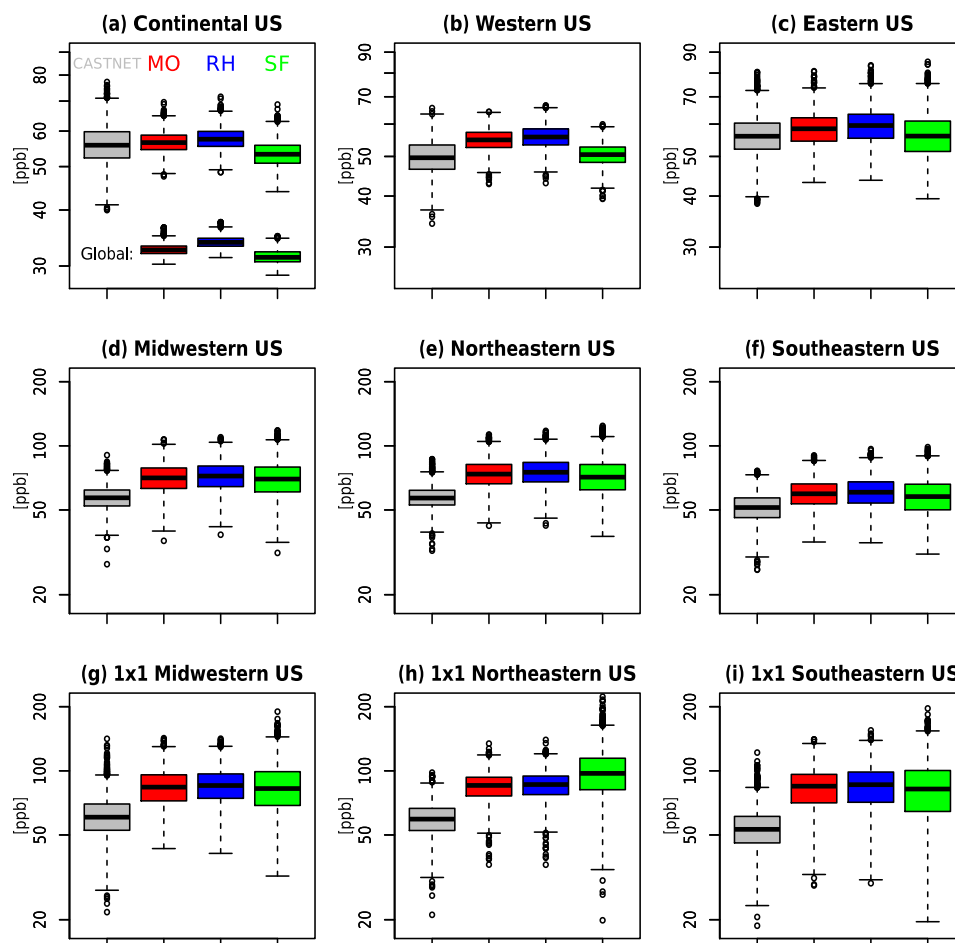 (a) Continental US
(b) Western US
(c) Eastern US
CASTNET MO RH SF
[ppb]
80
60
50
40
30
Global:
[ppb]
90
70
50
40
30
[ppb]
90
70
50
40
30
(d) Midwestern US
(e) Northeastern US
(f) Southeastern US
[ppb]
200
100
50
20
[ppb]
200
100
50
20
[ppb]
200
100
50
20
(g) 1x1 Midwestern US
(h) 1x1 Northeastern US
(i) 1x1 Southeastern US
[ppb]
200
100
50
20
[ppb]
200
100
50
20
[ppb]
200
100
50
20